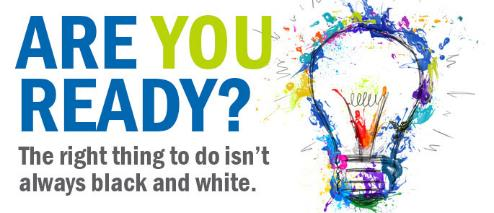 ARE YOU
READY?
The right thing to do isn't
always black and white.